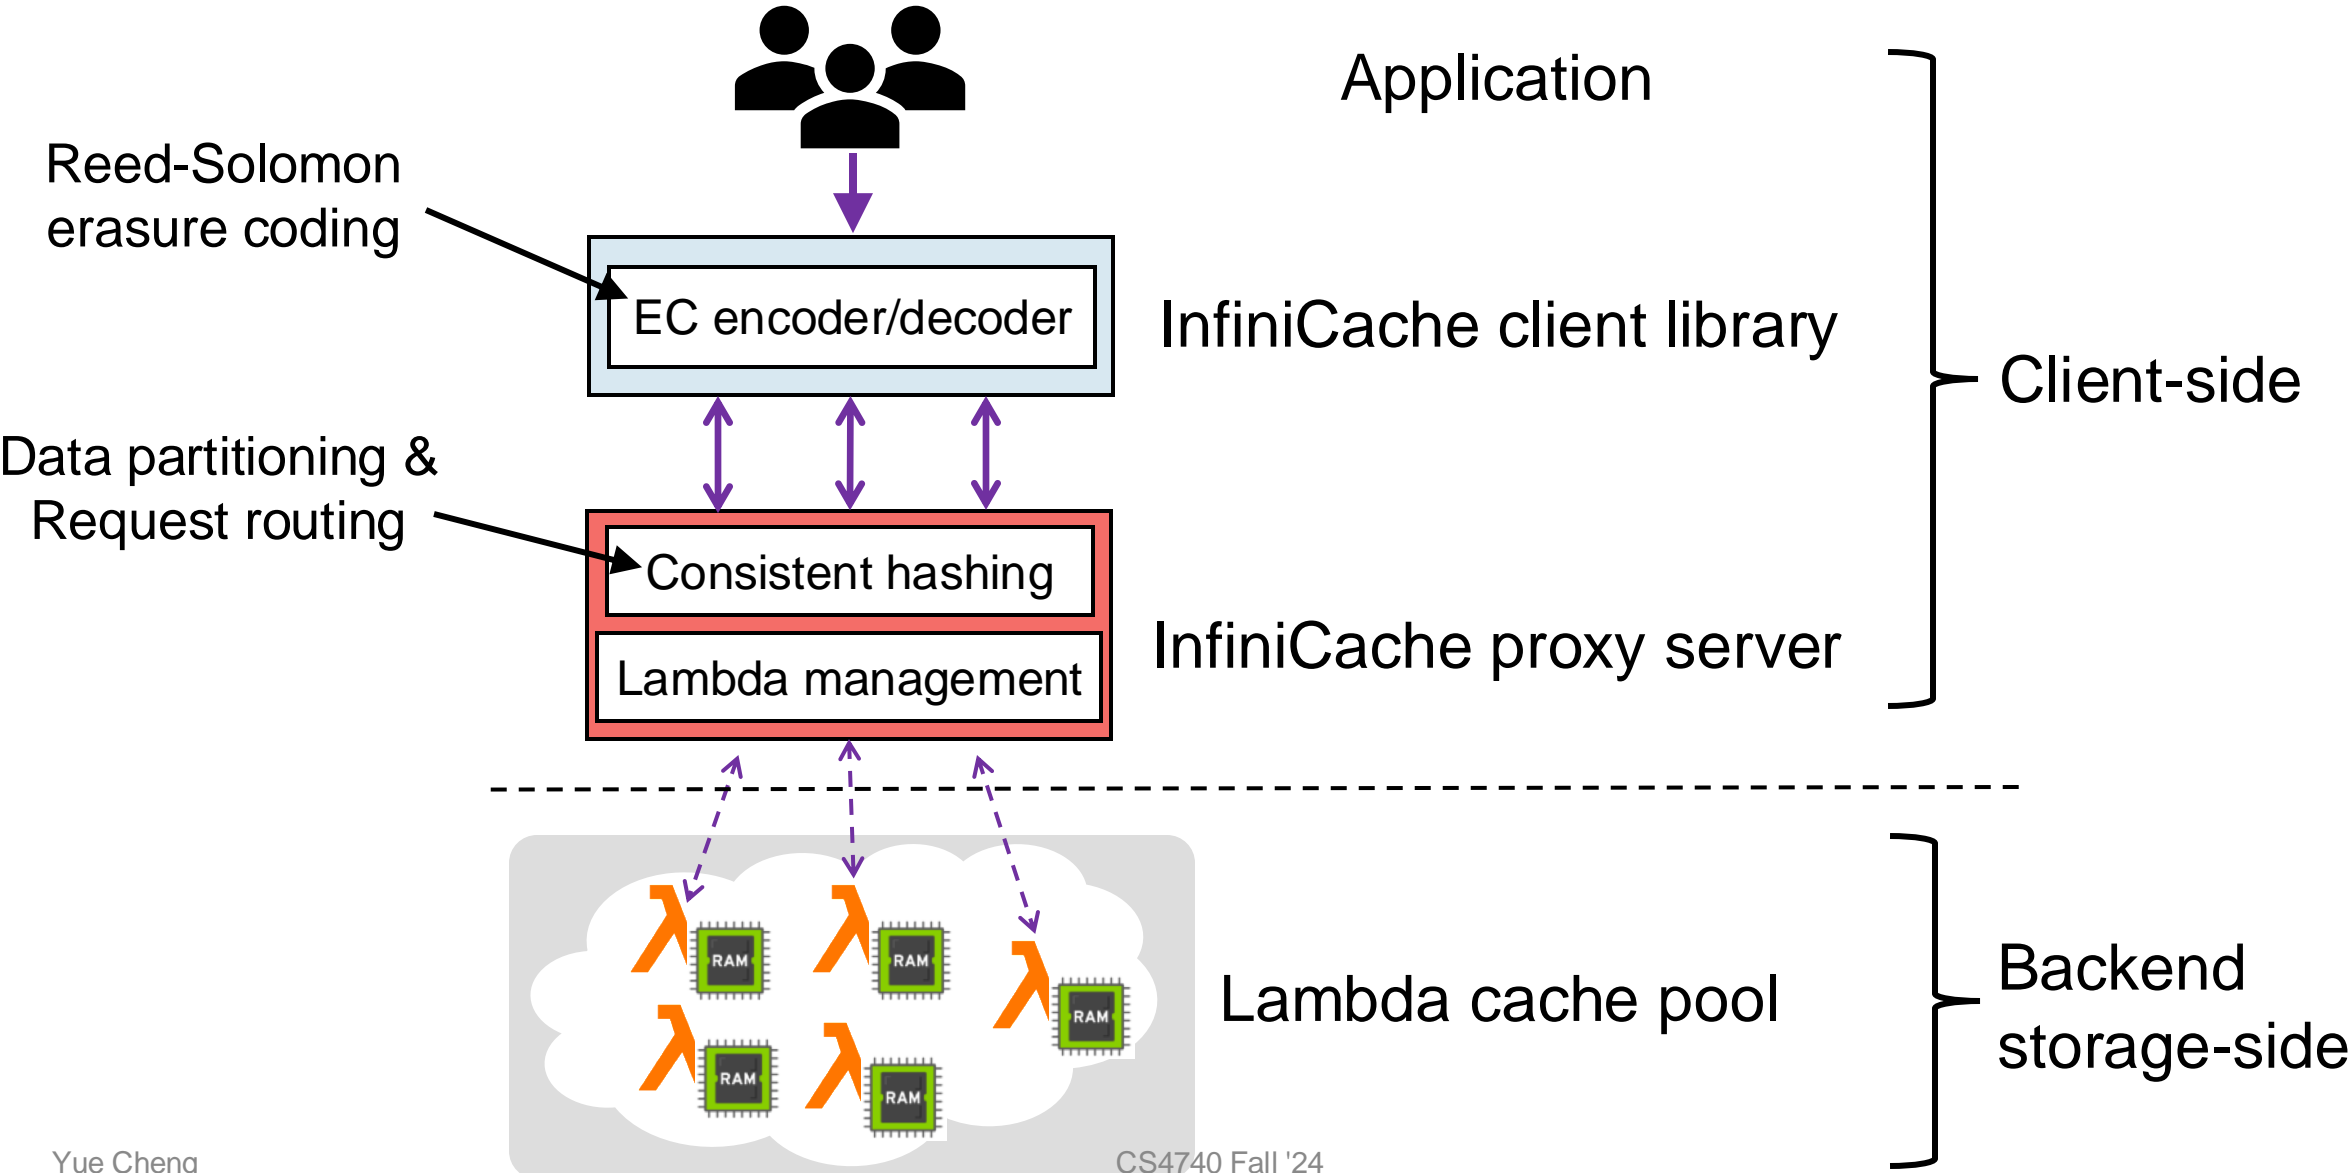 Application
Reed-Solomon
erasure coding
EC encoder/decoder
InfiniCache client library
Client-side
Data partitioning &
Request routing
Consistent hashing
InfiniCache proxy server
Lambda management
RAM
RAM
RAM
RAM
RAM
Lambda cache pool
Backend
storage-side
Yue Cheng
CS4740 Fall '24